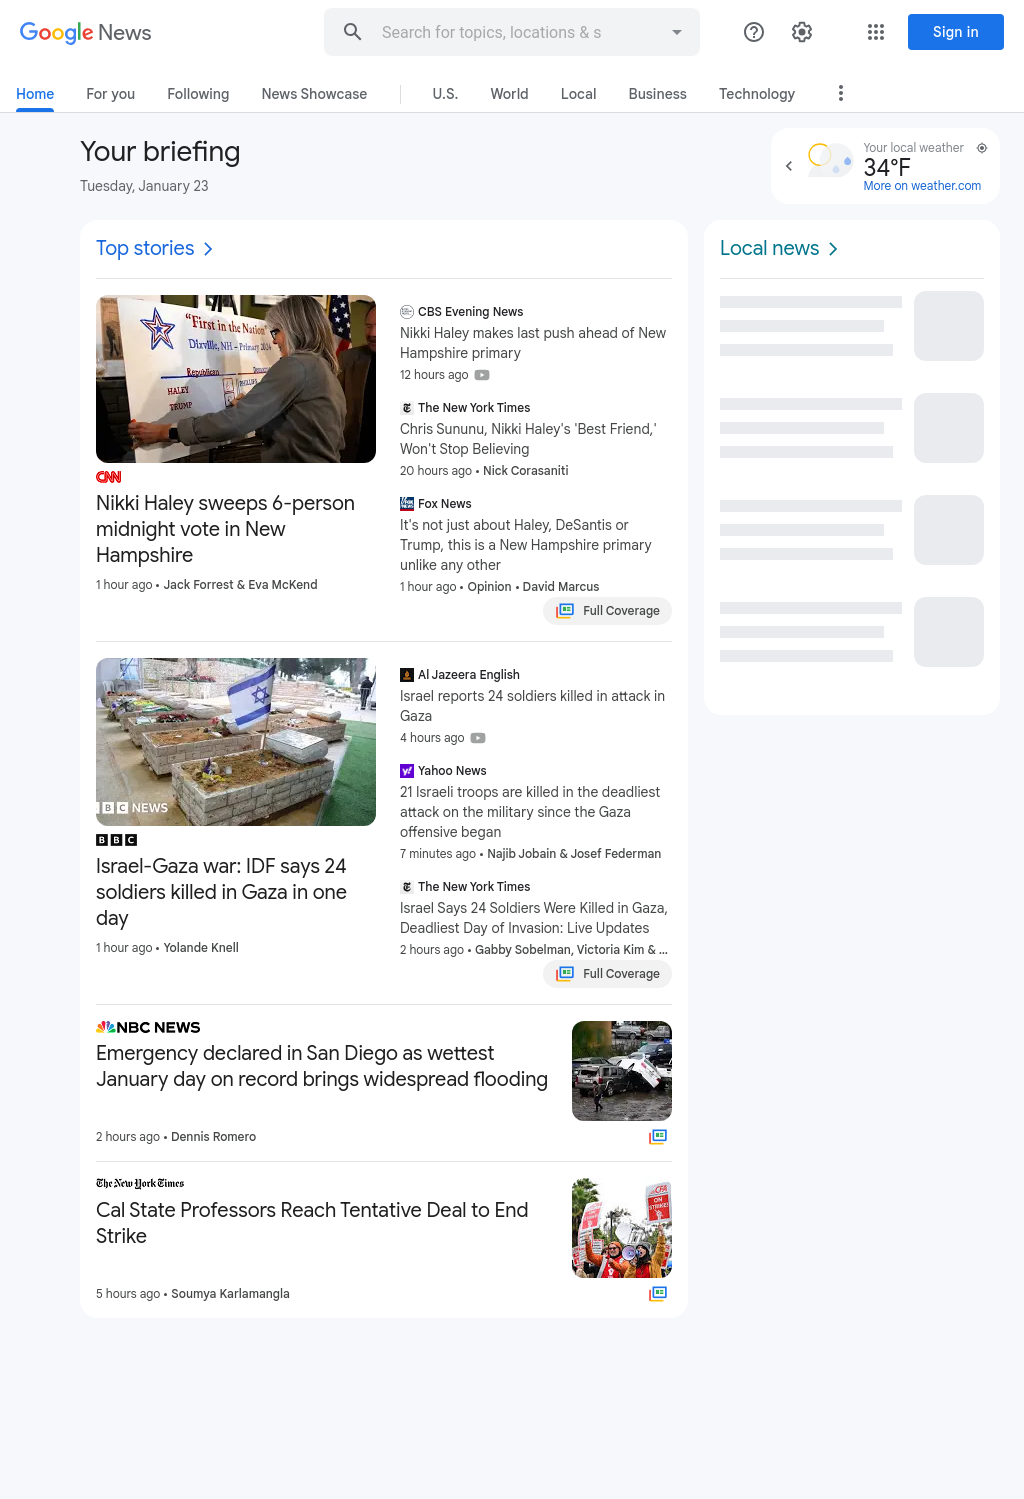 Google News
Search for topics, locations & s
Sign in
Home
For you
Following
News Showcase
U.S.
World
Local
Business
Technology
Your briefing
Tuesday, January 23
Your local weather
34°F
More on weather.com
Top stories
"First in the Nation"
Dixville, NH - Primary 2024
Republican
HALEY
TRUMP
CNN
Nikki Haley sweeps 6-person
midnight vote in New
Hampshire
1 hour ago • Jack Forrest & Eva McKend
CBS Evening News
Nikki Haley makes last push ahead of New
Hampshire primary
12 hours ago
The New York Times
Chris Sununu, Nikki Haley's 'Best Friend,'
Won't Stop Believing
20 hours ago • Nick Corasaniti
Fox News
It's not just about Haley, DeSantis or
Trump, this is a New Hampshire primary
unlike any other
1 hour ago • Opinion • David Marcus
Full Coverage
BBC NEWS
BBC
Israel-Gaza war: IDF says 24
soldiers killed in Gaza in one
day
1 hour ago • Yolande Knell
Al Jazeera English
Israel reports 24 soldiers killed in attack in
Gaza
4 hours ago
Yahoo News
21 Israeli troops are killed in the deadliest
attack on the military since the Gaza
offensive began
7 minutes ago • Najib Jobain & Josef Federman
The New York Times
Israel Says 24 Soldiers Were Killed in Gaza,
Deadliest Day of Invasion: Live Updates
2 hours ago • Gabby Sobelman, Victoria Kim & ...
Full Coverage
NBC NEWS
Emergency declared in San Diego as wettest
January day on record brings widespread flooding
2 hours ago • Dennis Romero
The New York Times
Cal State Professors Reach Tentative Deal to End
Strike
ON
STRIKE!
5 hours ago • Soumya Karlamangla
Local news